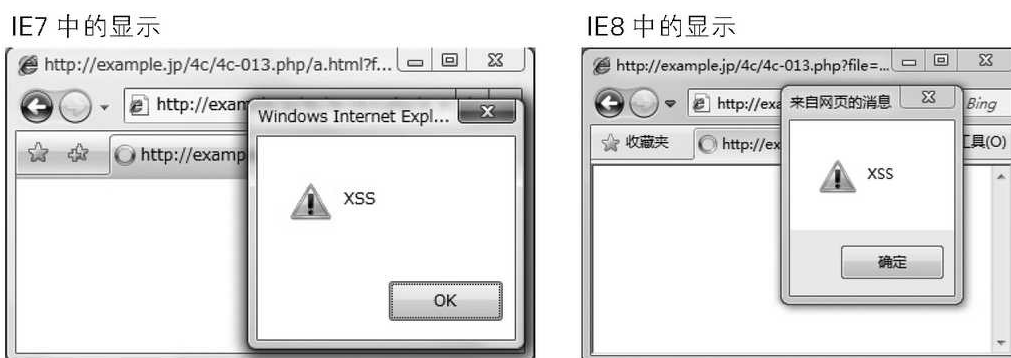 IE7 中的显示
http://example.jp/4c/4c-013.php/a.html?f...
http://exam
Windows Internet Expl...
http://examp
XSS
OK
IE8 中的显示
http://example.jp/4c/4c-013.php?file=...
http://exa
来自网页的消息
Bing
收藏夹
http://ex
工具(O)
XSS
确定